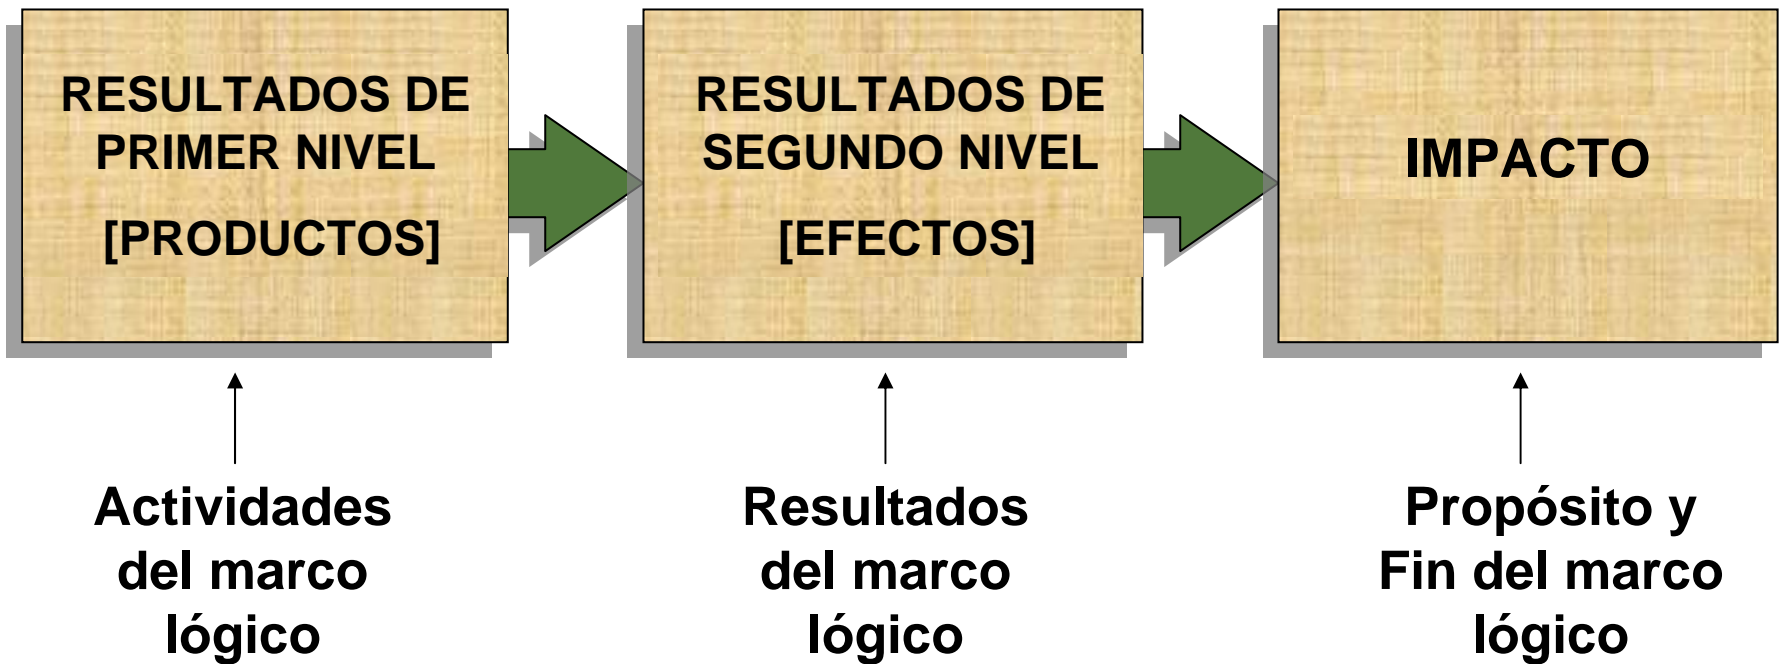 RESULTADOS DE
PRIMER NIVEL
[PRODUCTOS]
RESULTADOS DE
SEGUNDO NIVEL
[EFECTOS]
IMPACTO
Actividades
del marco
lógico
Resultados
del marco
lógico
Propósito y
Fin del marco
lógico